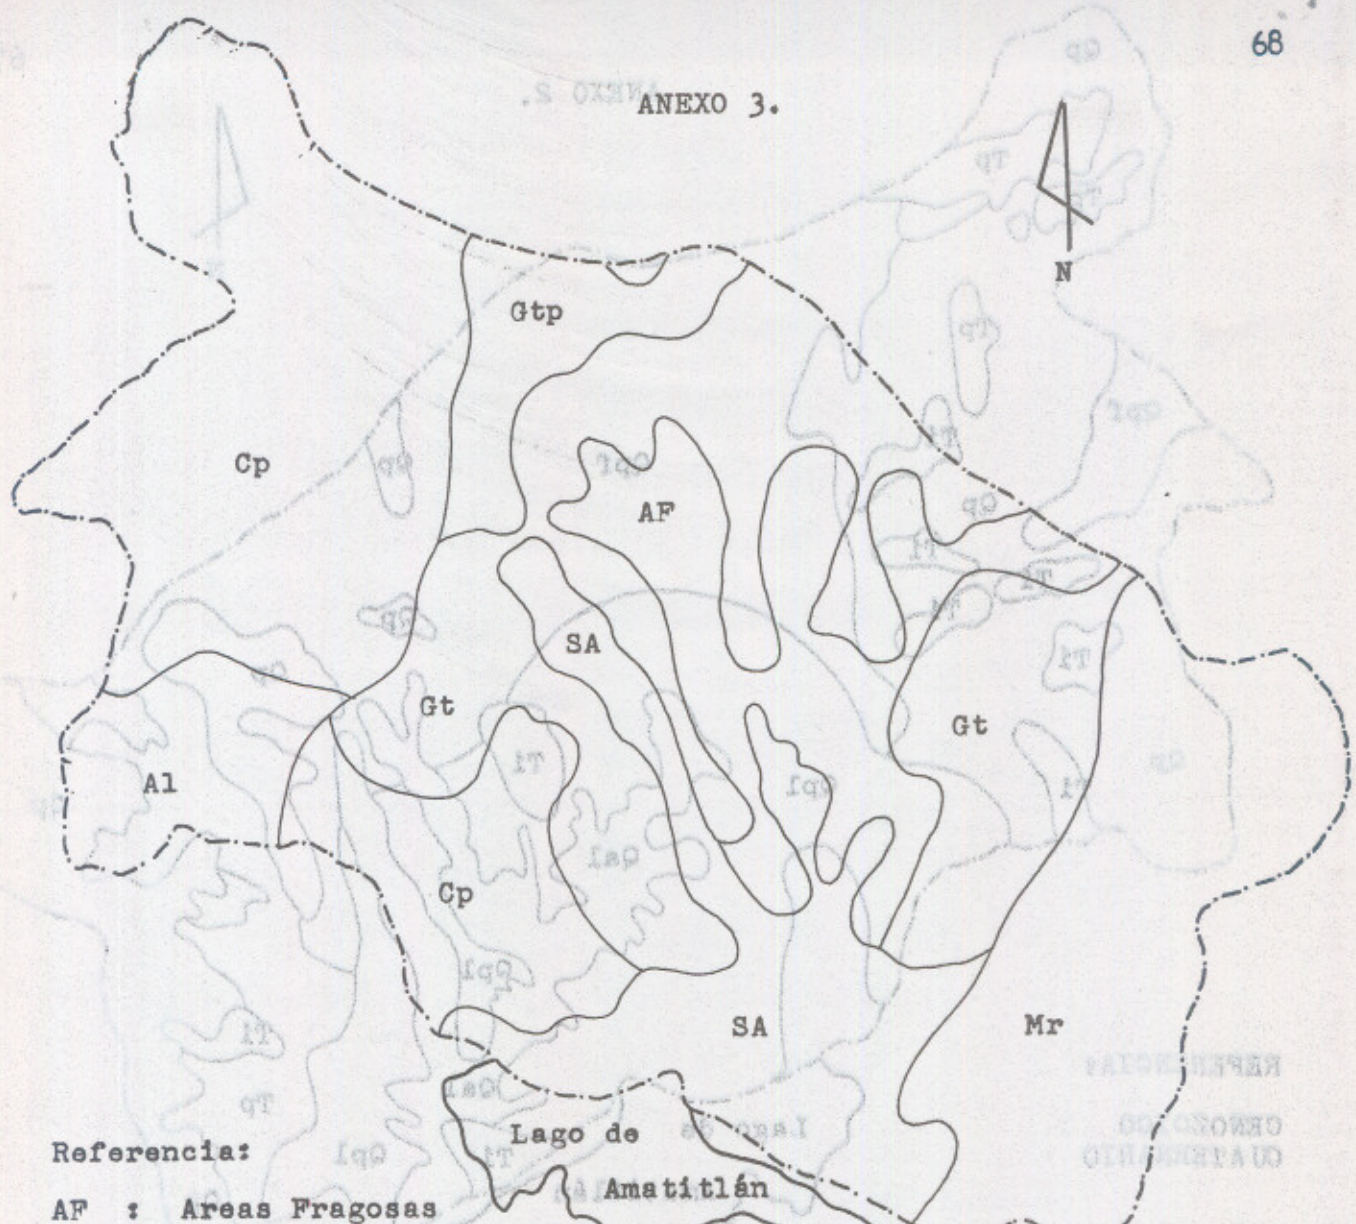 68
ANEXO 3.
N
Gtp
Cp
AF
SA
Gt
Gt
Al
Cp
SA
Mr
Lago de
Amatitlán
Referencia:
AF : Areas Fragosas